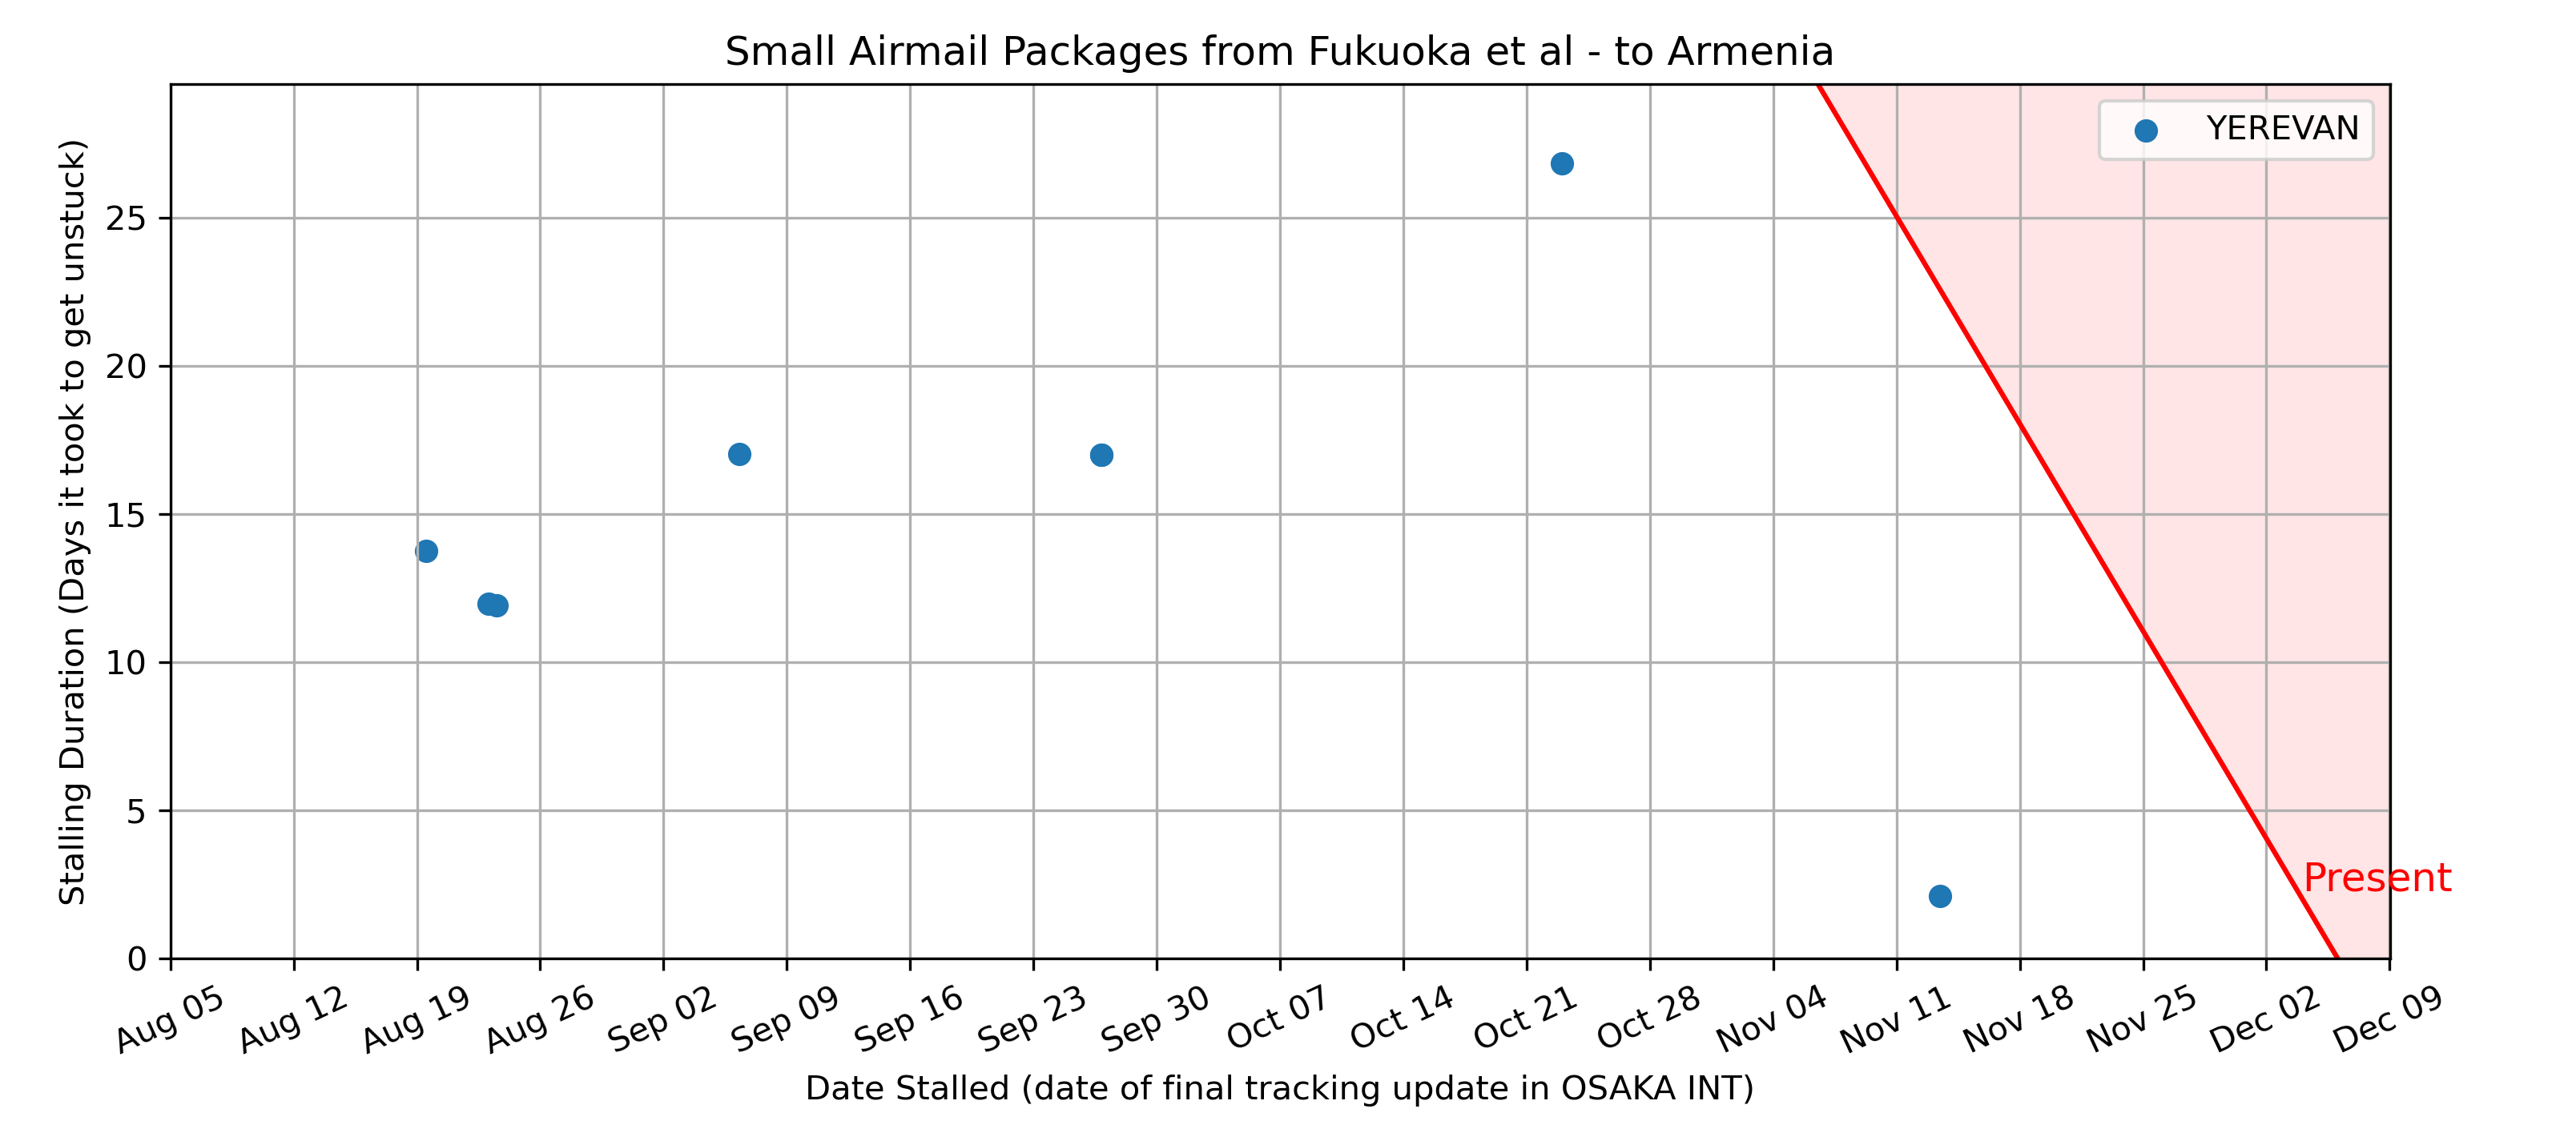 Small Airmail Packages from Fukuoka et al - to Armenia
YEREVAN
Stalling Duration (Days it took to get unstuck)
25
20
15
10
5
0
Present
Aug 05
Aug 12
Aug 19
Aug 26
Sep 02
Sep 09
Sep 16
Sep 23
Sep 30
Oct 07
Oct 14
Oct 21
Oct 28
Nov 04
Nov 11
Nov 18
Nov 25
Dec 02
Dec 09
Date Stalled (date of final tracking update in OSAKA INT)